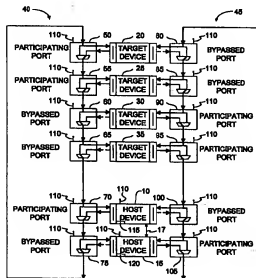 40 45
110 50 20 80 110
PARTICIPATING PORT TARGET DEVICE BYPASSED PORT
110 55 25 85 110
PARTICIPATING PORT TARGET DEVICE BYPASSED PORT
110 60 30 90 110
BYPASSED PORT TARGET DEVICE PARTICIPATING PORT
110 65 35 95 110
BYPASSED PORT TARGET DEVICE PARTICIPATING PORT
110 70 110 10 100 110
PARTICIPATING PORT HOST DEVICE BYPASSED PORT
110 110 115 17 110
BYPASSED PORT HOST DEVICE PARTICIPATING PORT
75 120 15 105